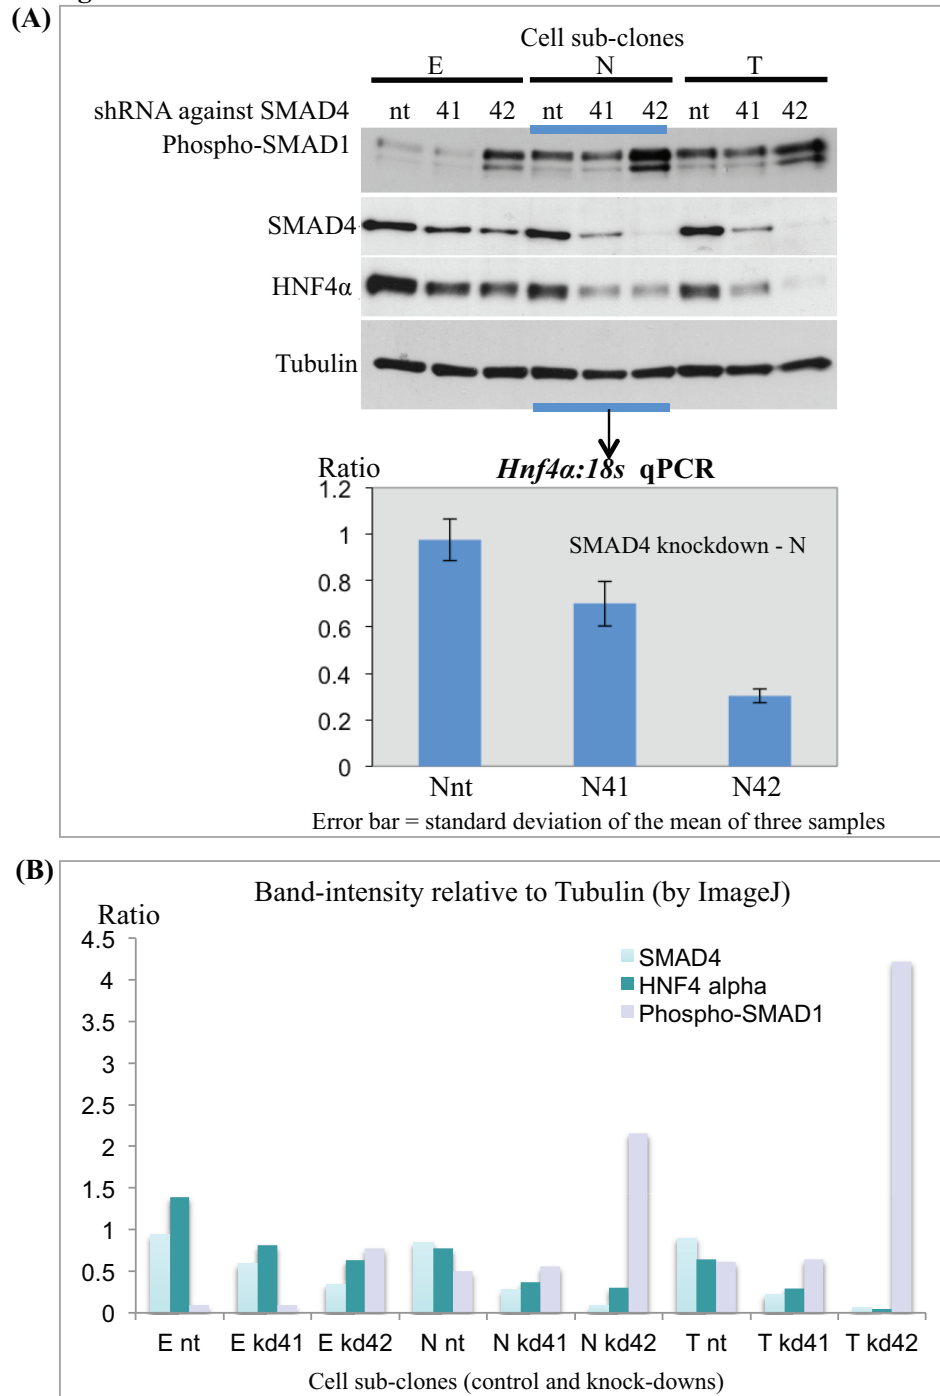 (A)
Cell sub-clones
E N T
shRNA against SMAD4 nt 41 42 nt 41 42 nt 41 42
Phospho-SMAD1
SMAD4
HNF4α
Tubulin
Ratio Hnf4α:18s qPCR
1.2
1
0.8
0.6
0.4
0.2
0
SMAD4 knockdown - N
Nnt N41 N42
Error bar = standard deviation of the mean of three samples
(B)
Band-intensity relative to Tubulin (by ImageJ)
Ratio
4.5
4
3.5
3
2.5
2
1.5
1
0.5
0
SMAD4
HNF4 alpha
Phospho-SMAD1
E nt E kd41 E kd42 N nt N kd41 N kd42 T nt T kd41 T kd42
Cell sub-clones (control and knock-downs)